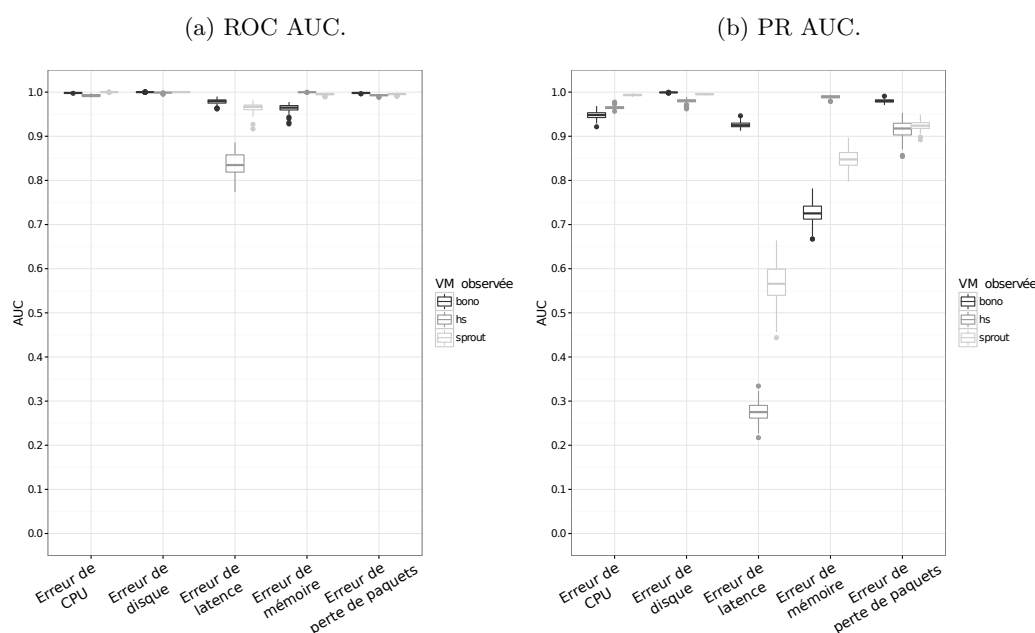 (a) ROC AUC.
1.0
0.9
0.8
0.7
0.6
0.5
0.4
0.3
0.2
0.1
0.0
AUC
Erreur de
CPU
Erreur de
disque
Erreur de
latence
Erreur de
mémoire
Erreur de
perte de paquets
VM observée
bono
hs
sprout
(b) PR AUC.
1.0
0.9
0.8
0.7
0.6
0.5
0.4
0.3
0.2
0.1
0.0
AUC
Erreur de
CPU
Erreur de
disque
Erreur de
latence
Erreur de
mémoire
Erreur de
perte de paquets
VM observée
bono
hs
sprout